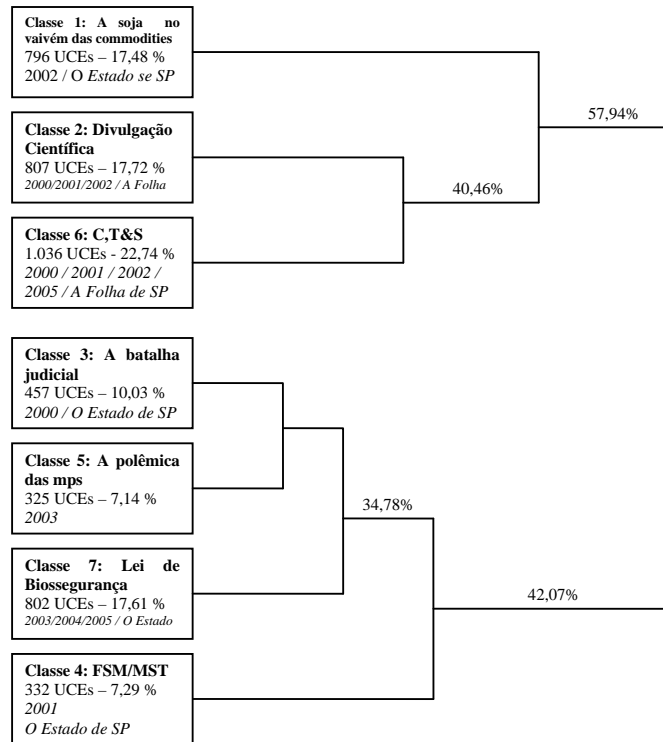 Classe 1: A soja no
vaivém das commodities
796 UCEs – 17,48 %
2002 / O Estado se SP
57,94%
Classe 2: Divulgação
Científica
807 UCEs – 17,72 %
2000/2001/2002 / A Folha
40,46%
Classe 6: C,T&S
1.036 UCEs - 22,74 %
2000 / 2001 / 2002 /
2005 / A Folha de SP
Classe 3: A batalha
judicial
457 UCEs – 10,03 %
2000 / O Estado de SP
Classe 5: A polêmica
das mps
325 UCEs – 7,14 %
2003
34,78%
Classe 7: Lei de
Biossegurança
802 UCEs – 17,61 %
2003/2004/2005 / O Estado
42,07%
Classe 4: FSM/MST
332 UCEs – 7,29 %
2001
O Estado de SP